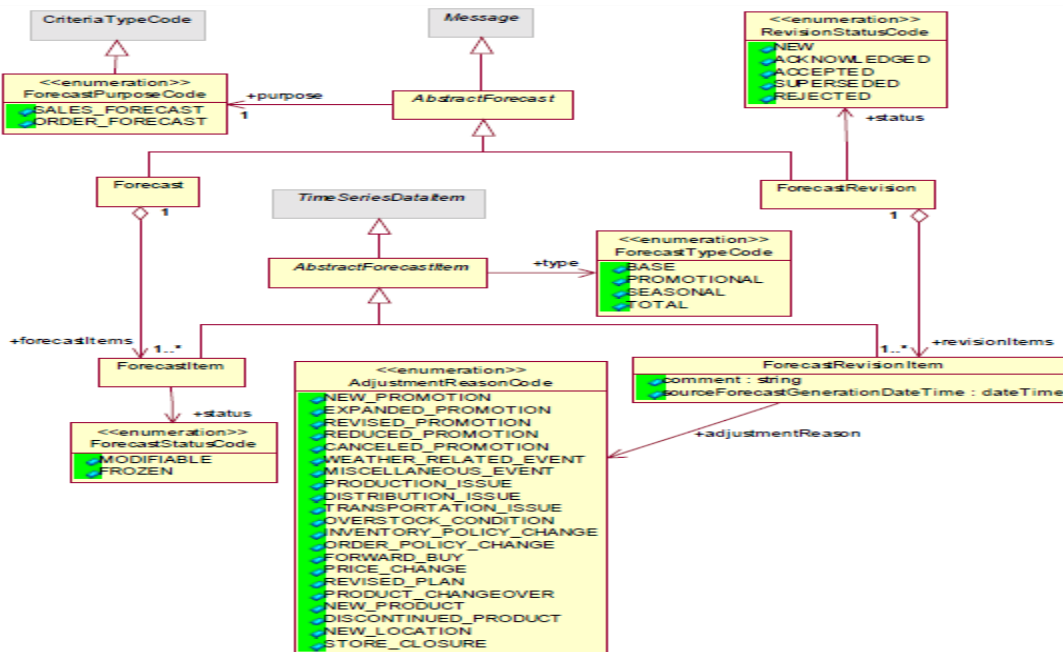 CriteriaTypeCode
Message
<<enumeration>>
RevisionStatusCode
NEW
ACKNOWLEDGED
ACCEPTED
SUPERSEDED
REJECTED
<<enumeration>>
ForecastPurposeCode
SALES_FORECAST
ORDER_FORECAST
+purpose
1
AbstractForecast
+status
Forecast
1
ForecastRevision
1
TimeSeriesDataItem
AbstractForecastItem
+type
<<enumeration>>
ForecastTypeCode
BASE
PROMOTIONAL
SEASONAL
TOTAL
+forecastItems
1..*
ForecastItem
+status
<<enumeration>>
ForecastStatusCode
MODIFIABLE
FROZEN
1..*
+revisionItems
ForecastRevisionItem
comment : string
sourceForecastGenerationDateTime : dateTime
+adjustmentReason
<<enumeration>>
AdjustmentReasonCode
NEW_PROMOTION
EXPANDED_PROMOTION
REVISED_PROMOTION
REDUCED_PROMOTION
CANCELED_PROMOTION
WEATHER_RELATED_EVENT
MISCELLANEOUS_EVENT
PRODUCTION_ISSUE
DISTRIBUTION_ISSUE
TRANSPORTATION_ISSUE
OVERSTOCK_CONDITION
INVENTORY_POLICY_CHANGE
ORDER_POLICY_CHANGE
FORWARD_BUY
PRICE_CHANGE
REVISED_PLAN
PRODUCT_CHANGEOVER
NEW_PRODUCT
DISCONTINUED_PRODUCT
NEW_LOCATION
STORE_CLOSURE